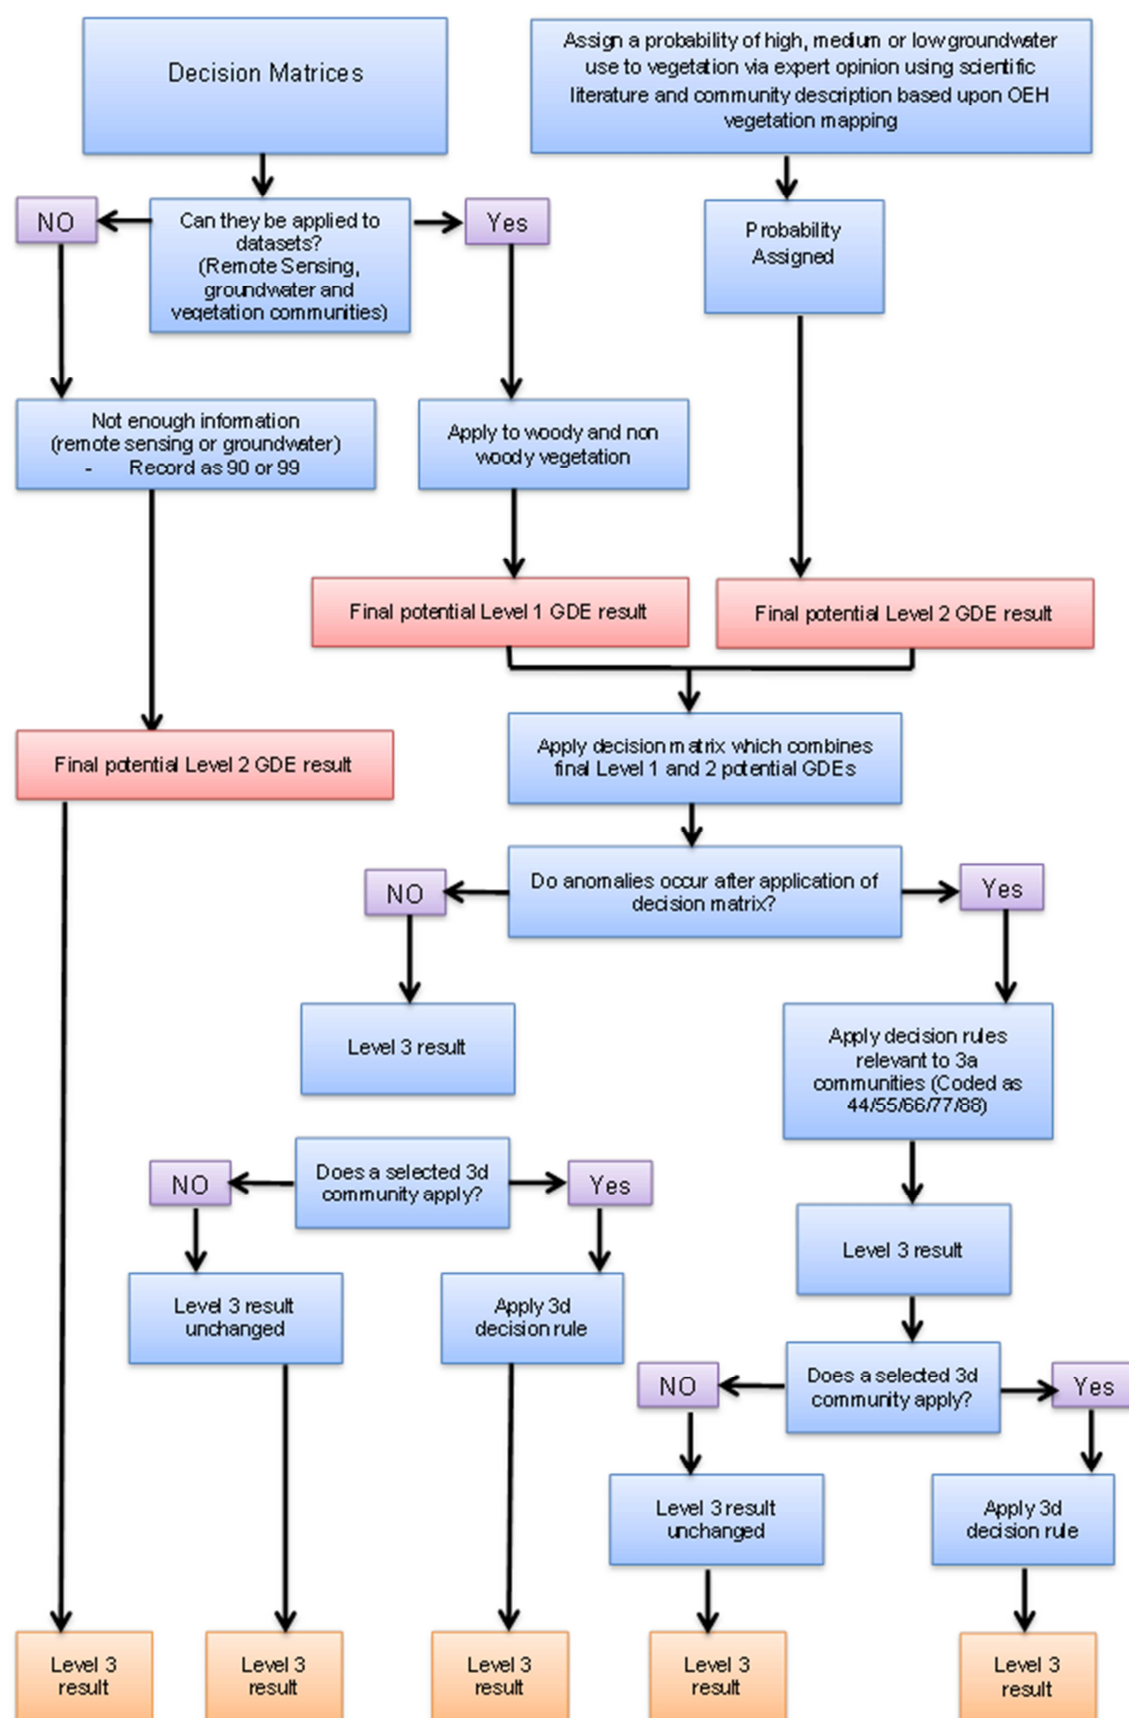 Decision Matrices
Assign a probability of high, medium or low groundwater
use to vegetation via expert opinion using scientific
literature and community description based upon OEH
vegetation mapping
NO
Can they be applied to
datasets?
(Remote Sensing,
groundwater and
vegetation communities)
Yes
Probability
Assigned
Not enough information
(remote sensing or groundwater)
- Record as 90 or 99
Apply to woody and non
woody vegetation
Final potential Level 1 GDE result
Final potential Level 2 GDE result
Final potential Level 2 GDE result
Apply decision matrix which combines
final Level 1 and 2 potential GDEs
NO
Do anomalies occur after application of
decision matrix?
Yes
Level 3 result
Apply decision rules
relevant to 3a
communities (Coded as
44/55/66/77/88)
NO
Does a selected 3d
community apply?
Yes
Level 3 result
Level 3 result
unchanged
Apply 3d
decision rule
NO
Does a selected 3d
community apply?
Yes
Level 3 result
unchanged
Apply 3d
decision rule
Level 3
result
Level 3
result
Level 3
result
Level 3
result
Level 3
result